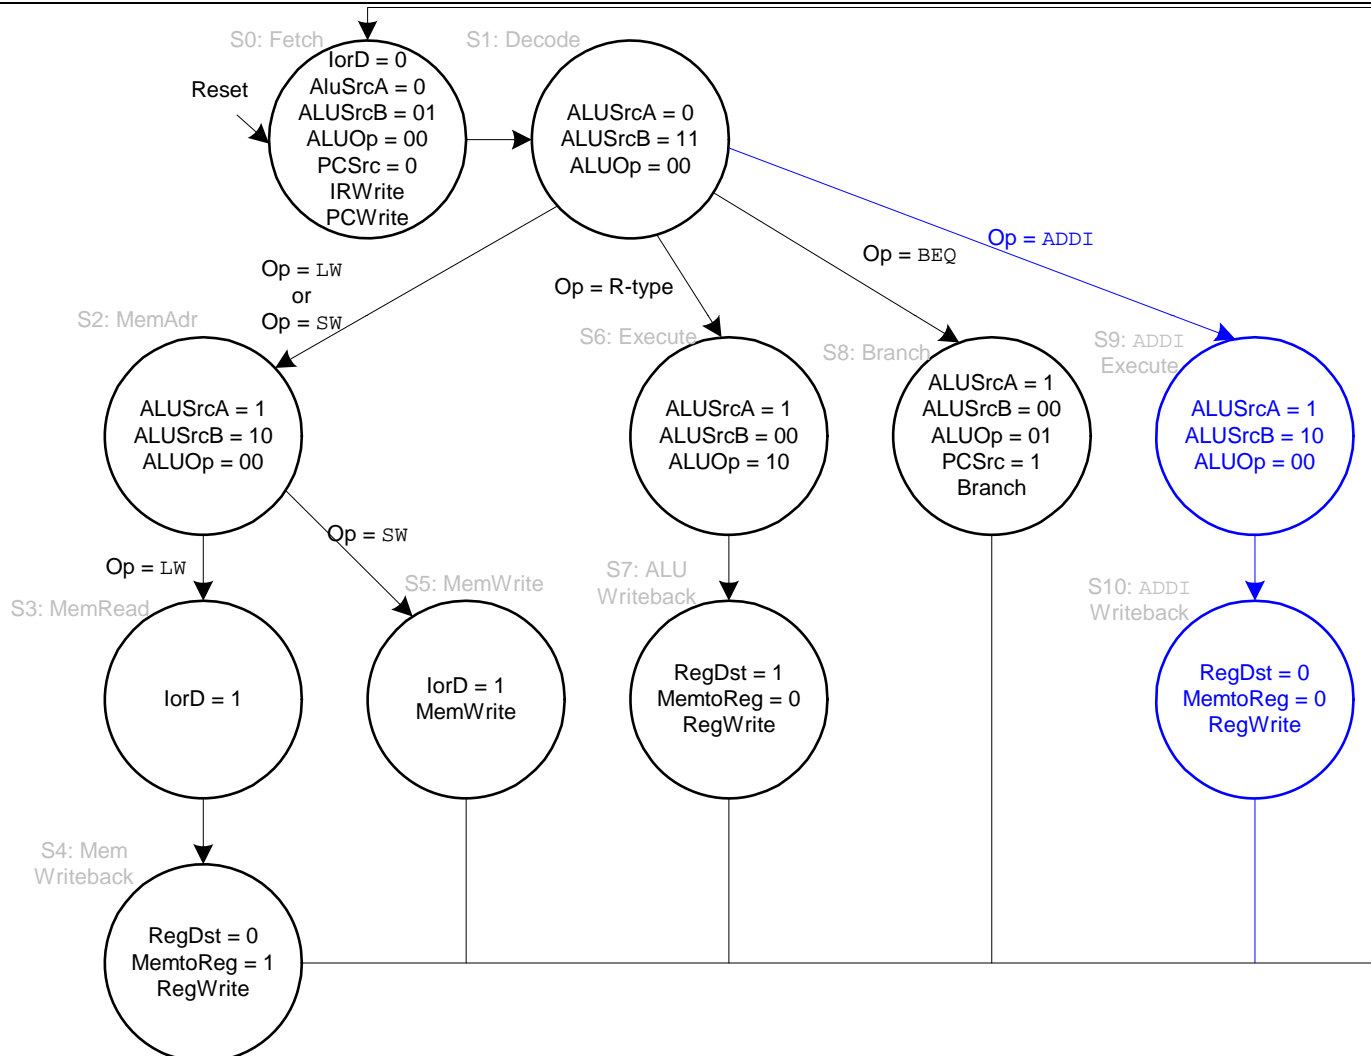 S0: Fetch
IorD = 0
AluSrcA = 0
ALUSrcB = 01
ALUOp = 00
PCSrc = 0
IRWrite
PCWrite
Reset
S1: Decode
ALUSrcA = 0
ALUSrcB = 11
ALUOp = 00
Op = LW
or
Op = SW
Op = R-type
Op = BEQ
Op = ADDI
S2: MemAdr
ALUSrcA = 1
ALUSrcB = 10
ALUOp = 00
S6: Execute
ALUSrcA = 1
ALUSrcB = 00
ALUOp = 10
S8: Branch
ALUSrcA = 1
ALUSrcB = 00
ALUOp = 01
PCSrc = 1
Branch
S9: ADDI
Execute
ALUSrcA = 1
ALUSrcB = 10
ALUOp = 00
Op = LW
Op = SW
S3: MemRead
IorD = 1
S5: MemWrite
IorD = 1
MemWrite
S7: ALU
Writeback
RegDst = 1
MemtoReg = 0
RegWrite
S10: ADDI
Writeback
RegDst = 0
MemtoReg = 0
RegWrite
S4: Mem
Writeback
RegDst = 0
MemtoReg = 1
RegWrite